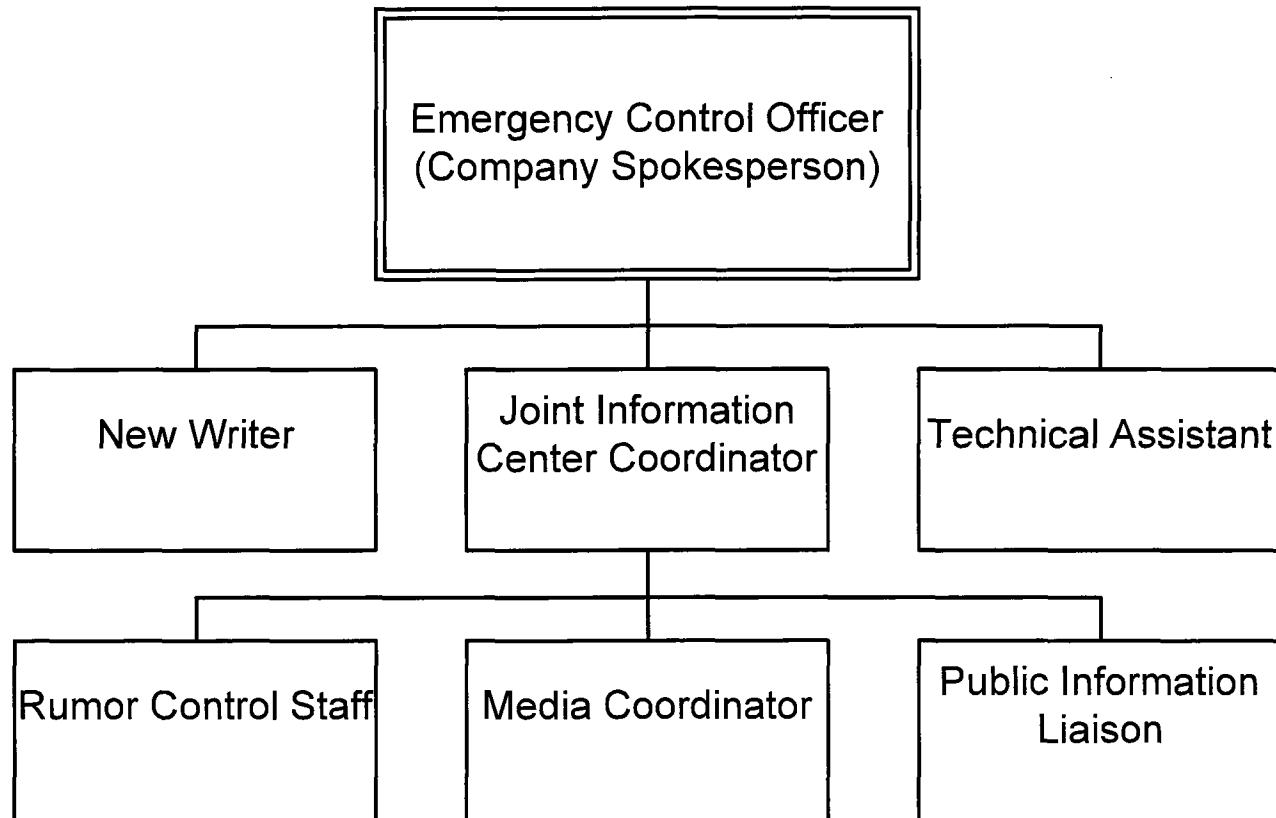 Emergency Control Officer
(Company Spokesperson)
New Writer
Joint Information
Center Coordinator
Technical Assistant
Rumor Control Staff
Media Coordinator
Public Information
Liaison